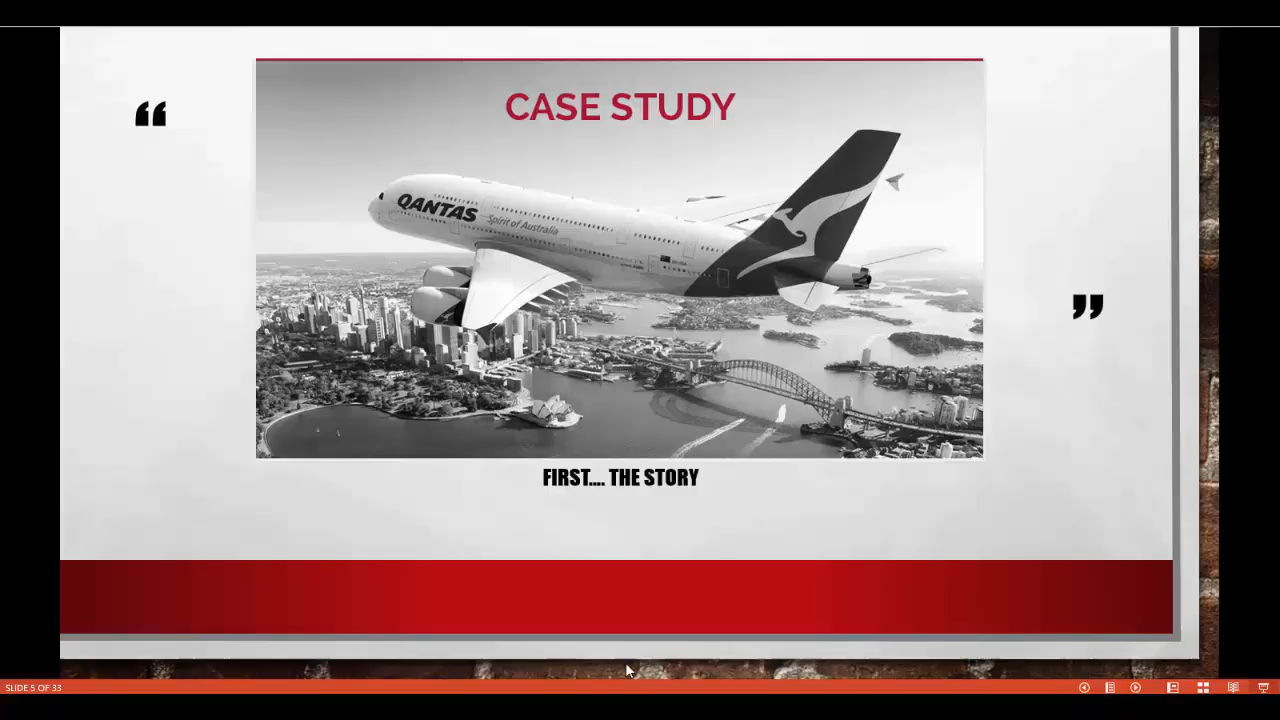 “
CASE STUDY
QANTAS Spirit of Australia
”
FIRST.... THE STORY
SLIDE 5 OF 33